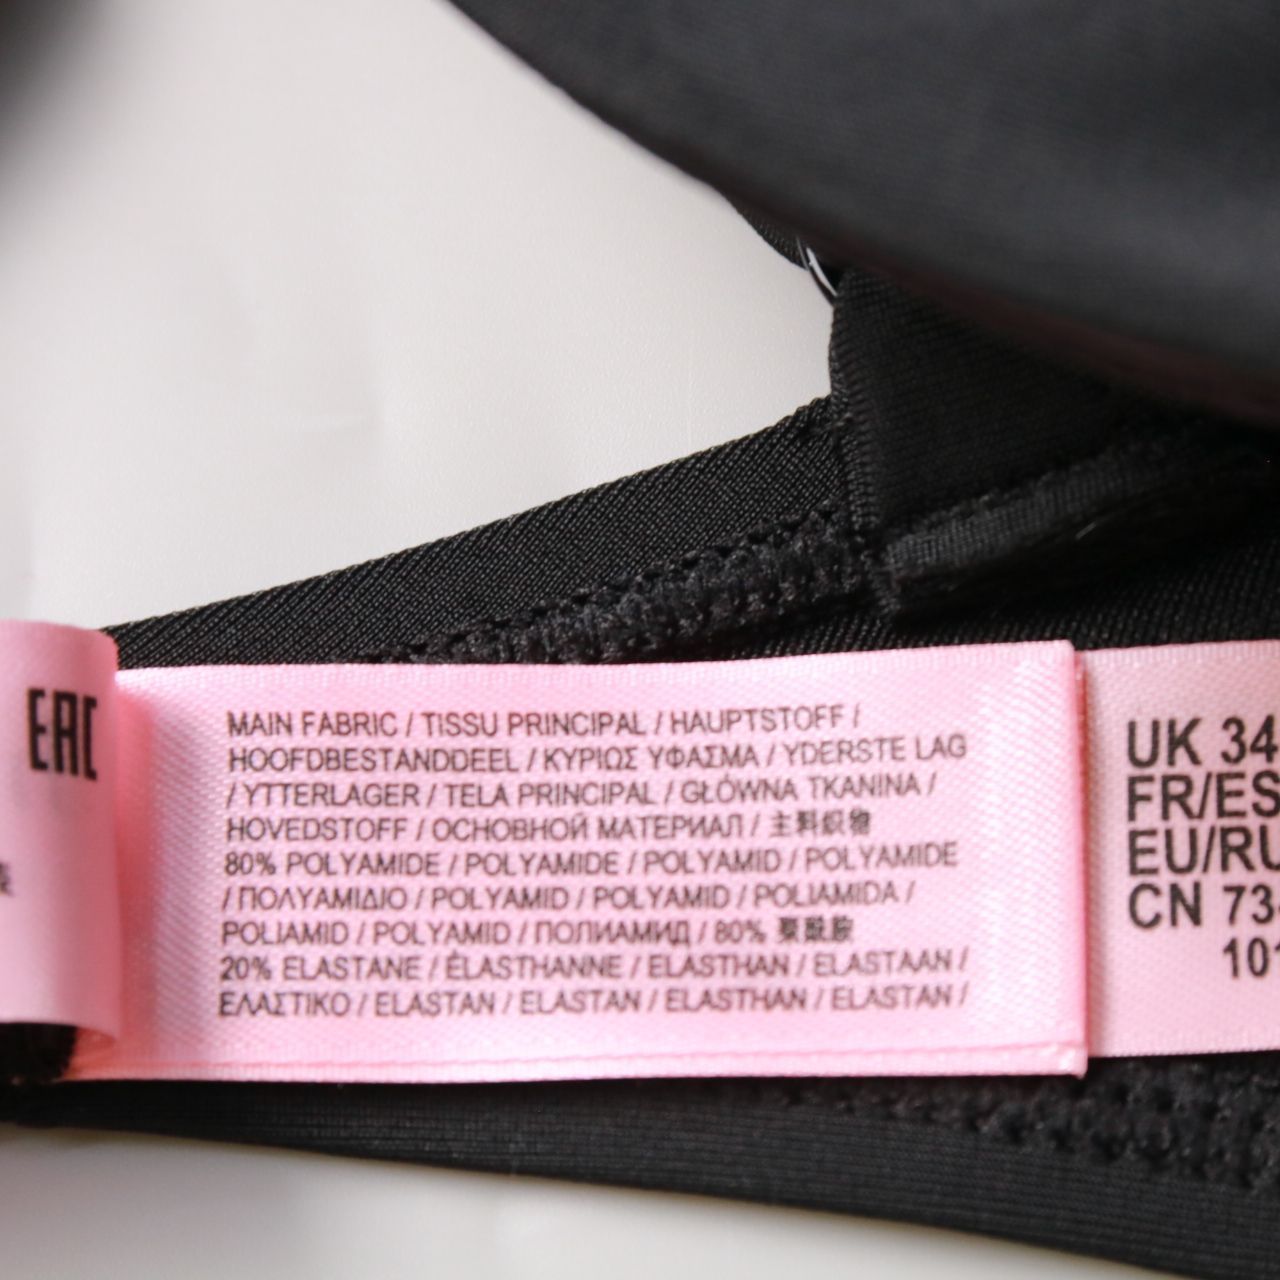 EAC
MAIN FABRIC / TISSU PRINCIPAL / HAUPTSTOFF /
HOOFDBESTANDDEEL / ΚΥΡΙΩΣ ΥΦΑΣΜΑ / YDERSTE LAG
/ YTTERLAGER / TELA PRINCIPAL / GŁÓWNA TKANINA /
HOVEDSTOFF / ОСНОВНОЙ МАТЕРИАЛ / 主料织物
80% POLYAMIDE / POLYAMIDE / POLYAMID / POLYAMIDE
/ ΠΟΛΥΑΜΙΔΙΟ / POLYAMID / POLYAMID / POLIAMIDA /
POLIAMID / POLYAMID / ПОЛИАМИД / 80% 聚酰胺
20% ELASTANE / ÉLASTHANNE / ELASTHAN / ELASTAAN /
ΕΛΑΣΤΙΚΟ / ELASTAN / ELASTAN / ELASTHAN / ELASTAN /
UK 34
FR/ES
EU/RU
CN 73
101